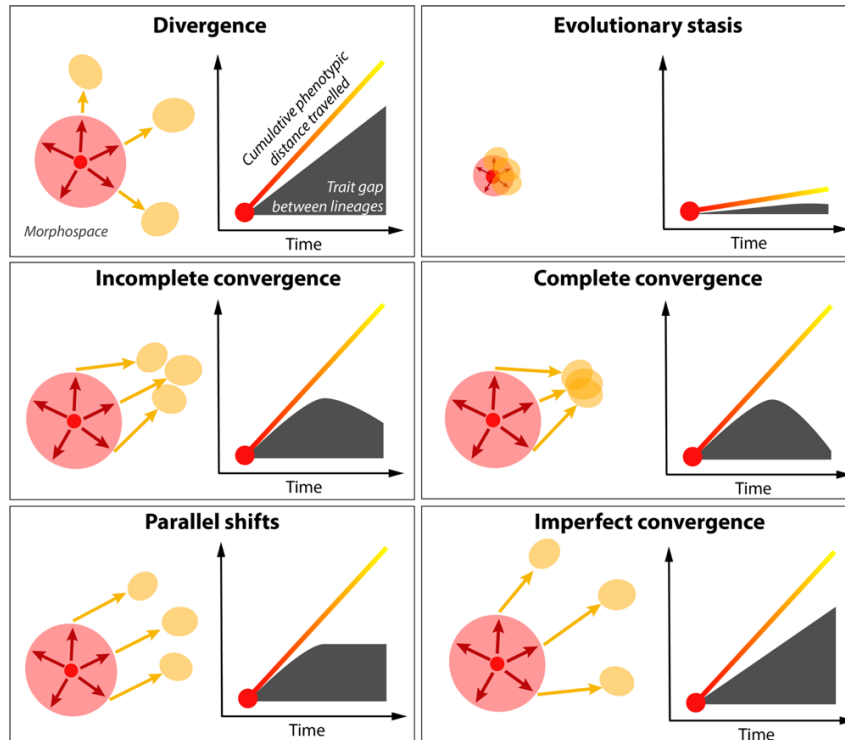 Divergence
Cumulative phenotypic
distance travelled
Trait gap
between lineages
Morphospace
Time
Evolutionary stasis
Time
Incomplete convergence
Time
Complete convergence
Time
Parallel shifts
Time
Imperfect convergence
Time